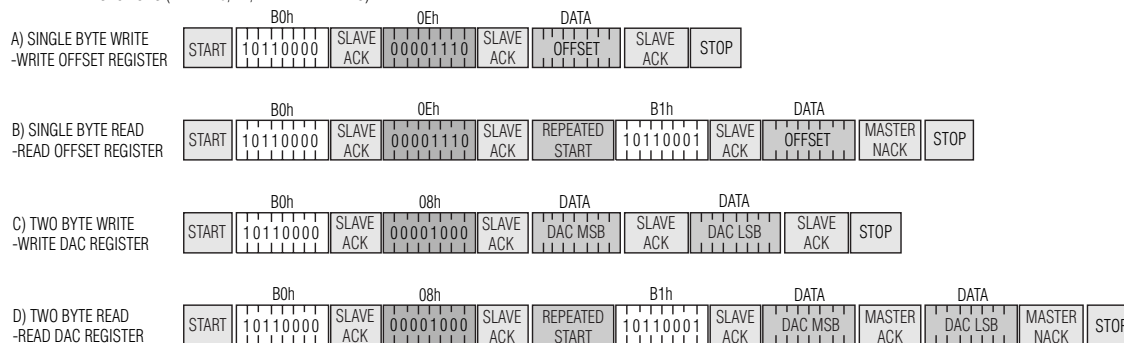 B0h 0Eh DATA
A) SINGLE BYTE WRITE
-WRITE OFFSET REGISTER
START 10110000 SLAVE ACK 00001110 SLAVE ACK OFFSET SLAVE ACK STOP
B0h 0Eh B1h DATA
B) SINGLE BYTE READ
-READ OFFSET REGISTER
START 10110000 SLAVE ACK 00001110 SLAVE ACK REPEATED START 10110001 SLAVE ACK OFFSET MASTER NACK STOP
B0h 08h DATA DATA
C) TWO BYTE WRITE
-WRITE DAC REGISTER
START 10110000 SLAVE ACK 00001000 SLAVE ACK DAC MSB SLAVE ACK DAC LSB SLAVE ACK STOP
B0h 08h B1h DATA DATA
D) TWO BYTE READ
-READ DAC REGISTER
START 10110000 SLAVE ACK 00001000 SLAVE ACK REPEATED START 10110001 SLAVE ACK DAC MSB MASTER ACK DAC LSB MASTER NACK STOP